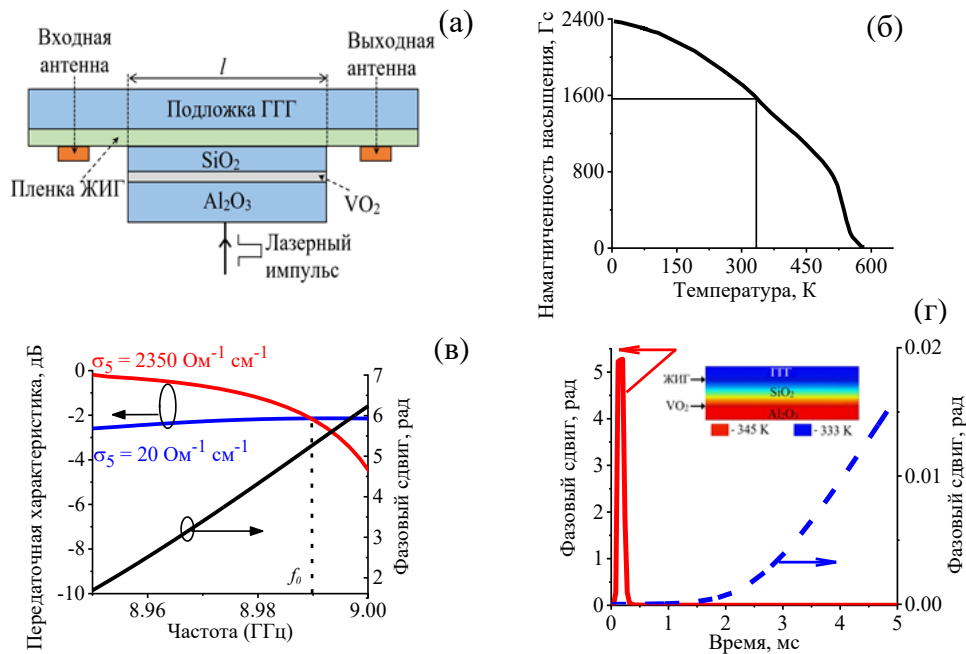 (а)
Входная
антенна
Выходная
антенна
l
Подложка ГГГ
SiO₂
Пленка ЖИГ
VO₂
Al₂O₃
Лазерный
импульс
(б)
Намагниченность насыщения, Гс
2400
1600
800
0
0 150 300 450 600
Температура, К
(в)
Передаточная характеристика, дБ
σ₅ = 2350 Ом⁻¹ см⁻¹
σ₅ = 20 Ом⁻¹ см⁻¹
0
-2
-4
-6
-8
-10
7
6
5
4
3
2
f₀
8.96 8.98 9.00
Частота (ГГц)
Фазовый сдвиг, рад
(г)
Фазовый сдвиг, рад
5
4
3
2
1
0
0.02
0.01
0.00
ГГГ
ЖИГ
SiO₂
VO₂
Al₂O₃
- 345 K - 333 K
0 1 2 3 4 5
Время, мс
Фазовый сдвиг, рад